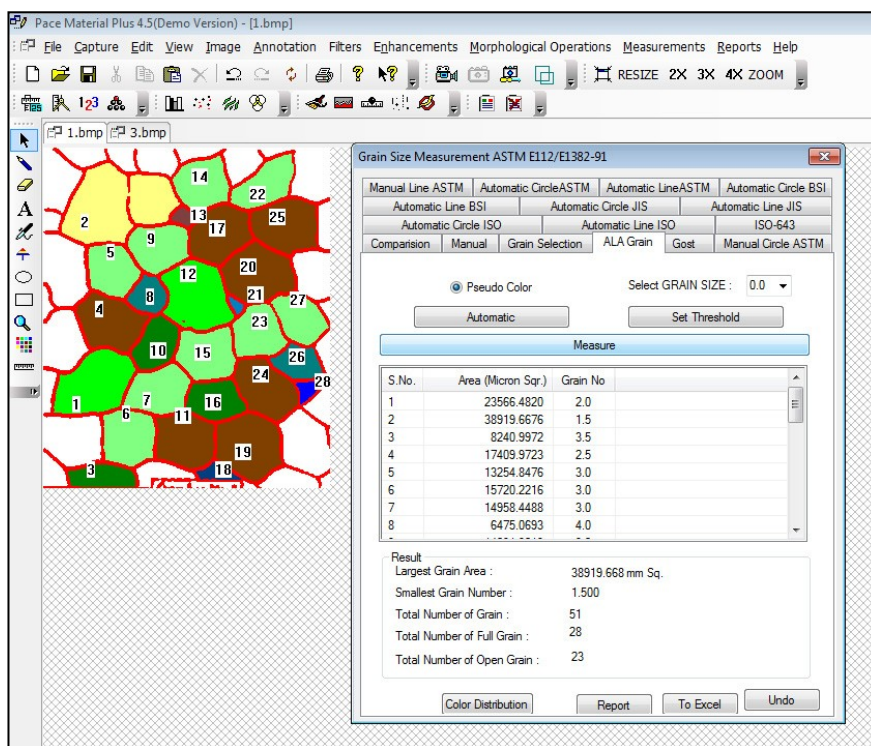 Pace Material Plus 4.5(Demo Version) - [1.bmp]
File Capture Edit View Image Annotation Filters Enhancements Morphological Operations Measurements Reports Help
RESIZE 2X 3X 4X ZOOM
123
1.bmp 3.bmp
A
14
22
2
13
17
25
9
5
12
20
8
21
27
4
23
10
15
26
24
28
1
7
16
6
11
19
3
18
Grain Size Measurement ASTM E112/E1382-91
Manual Line ASTM Automatic CircleASTM Automatic LineASTM Automatic Circle BSI
Automatic Line BSI Automatic Circle JIS Automatic Line JIS
Automatic Circle ISO Automatic Line ISO ISO-643
Comparision Manual Grain Selection ALA Grain Gost Manual Circle ASTM
Pseudo Color Select GRAIN SIZE : 0.0
Automatic Set Threshold
Measure
S.No. Area (Micron Sqr.) Grain No
1 23566.4820 2.0
2 38919.6676 1.5
3 8240.9972 3.5
4 17409.9723 2.5
5 13254.8476 3.0
6 15720.2216 3.0
7 14958.4488 3.0
8 6475.0693 4.0
Result
Largest Grain Area : 38919.668 mm Sq.
Smallest Grain Number : 1.500
Total Number of Grain : 51
Total Number of Full Grain : 28
Total Number of Open Grain : 23
Color Distribution Report To Excel Undo